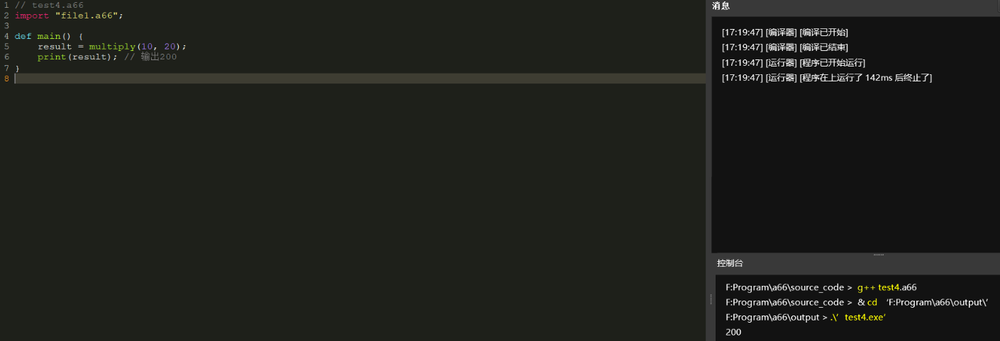 1 // test4.a66
2 import "file1.a66";
3
4 def main() {
5     result = multiply(10, 20);
6     print(result); // 输出200
7 }
8
消息
[17:19:47] [编译器] [编译已开始]
[17:19:47] [编译器] [编译已结束]
[17:19:47] [运行器] [程序已开始运行]
[17:19:47] [运行器] [程序在上运行了 142ms 后终止了]
控制台
F:Program\a66\source_code > g++ test4.a66
F:Program\a66\source_code > & cd ‘F:Program\a66\output\’
F:Program\a66\output > .\’ test4.exe’
200